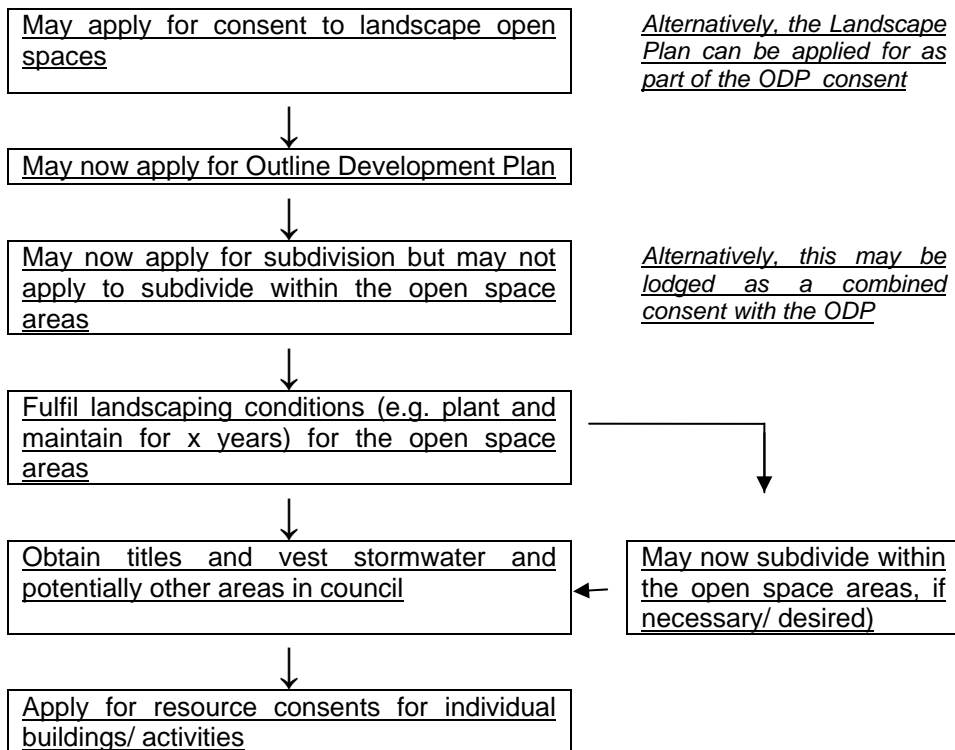 May apply for consent to landscape open
spaces
Alternatively, the Landscape
Plan can be applied for as
part of the ODP consent
May now apply for Outline Development Plan
May now apply for subdivision but may not
apply to subdivide within the open space
areas
Alternatively, this may be
lodged as a combined
consent with the ODP
Fulfil landscaping conditions (e.g. plant and
maintain for x years) for the open space
areas
Obtain titles and vest stormwater and
potentially other areas in council
May now subdivide within
the open space areas, if
necessary/ desired)
Apply for resource consents for individual
buildings/ activities